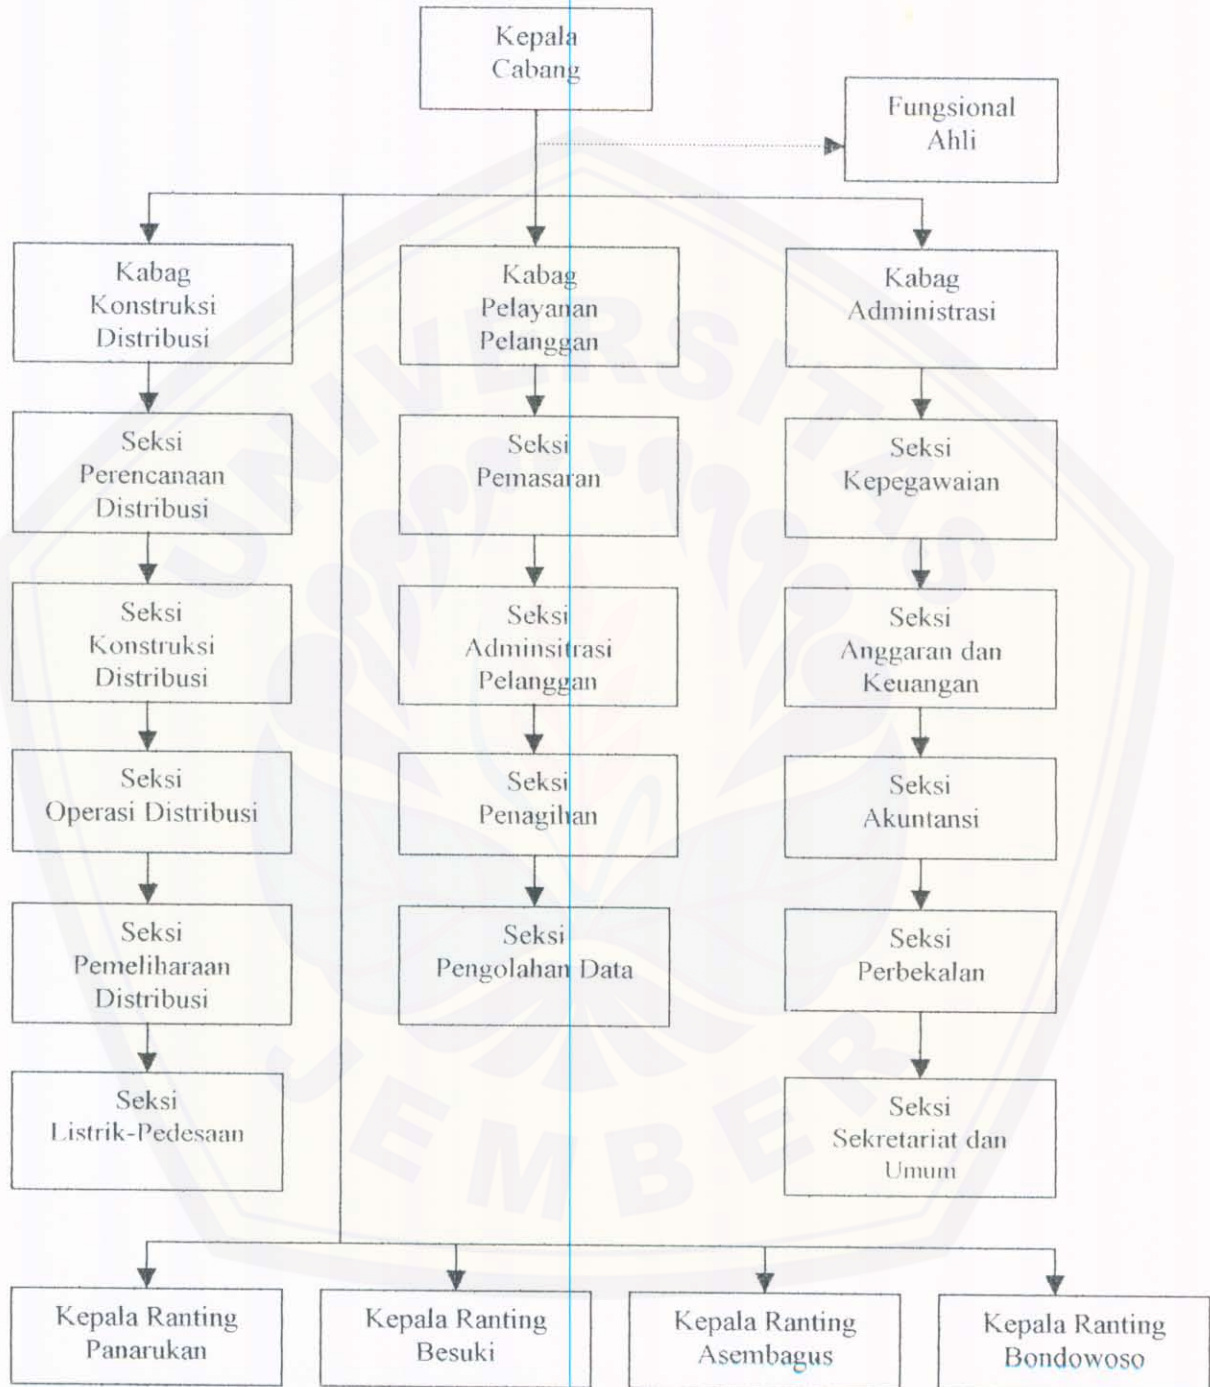 Kepala
Cabang
Fungsional
Ahli
Kabag
Konstruksi
Distribusi
Kabag
Pelayanan
Pelanggan
Kabag
Administrasi
Seksi
Perencanaan
Distribusi
Seksi
Pemasaran
Seksi
Kepegawaian
Seksi
Konstruksi
Distribusi
Seksi
Adminsitrasi
Pelanggan
Seksi
Anggaran dan
Keuangan
Seksi
Operasi Distribusi
Seksi
Penagihan
Seksi
Akuntansi
Seksi
Pemeliharaan
Distribusi
Seksi
Pengolahan Data
Seksi
Perbekalan
Seksi
Listrik-Pedesaan
Seksi
Sekretariat dan
Umum
Kepala Ranting
Panarukan
Kepala Ranting
Besuki
Kepala Ranting
Asembagus
Kepala Ranting
Bondowoso
UNIVERSITAS
JEMBER